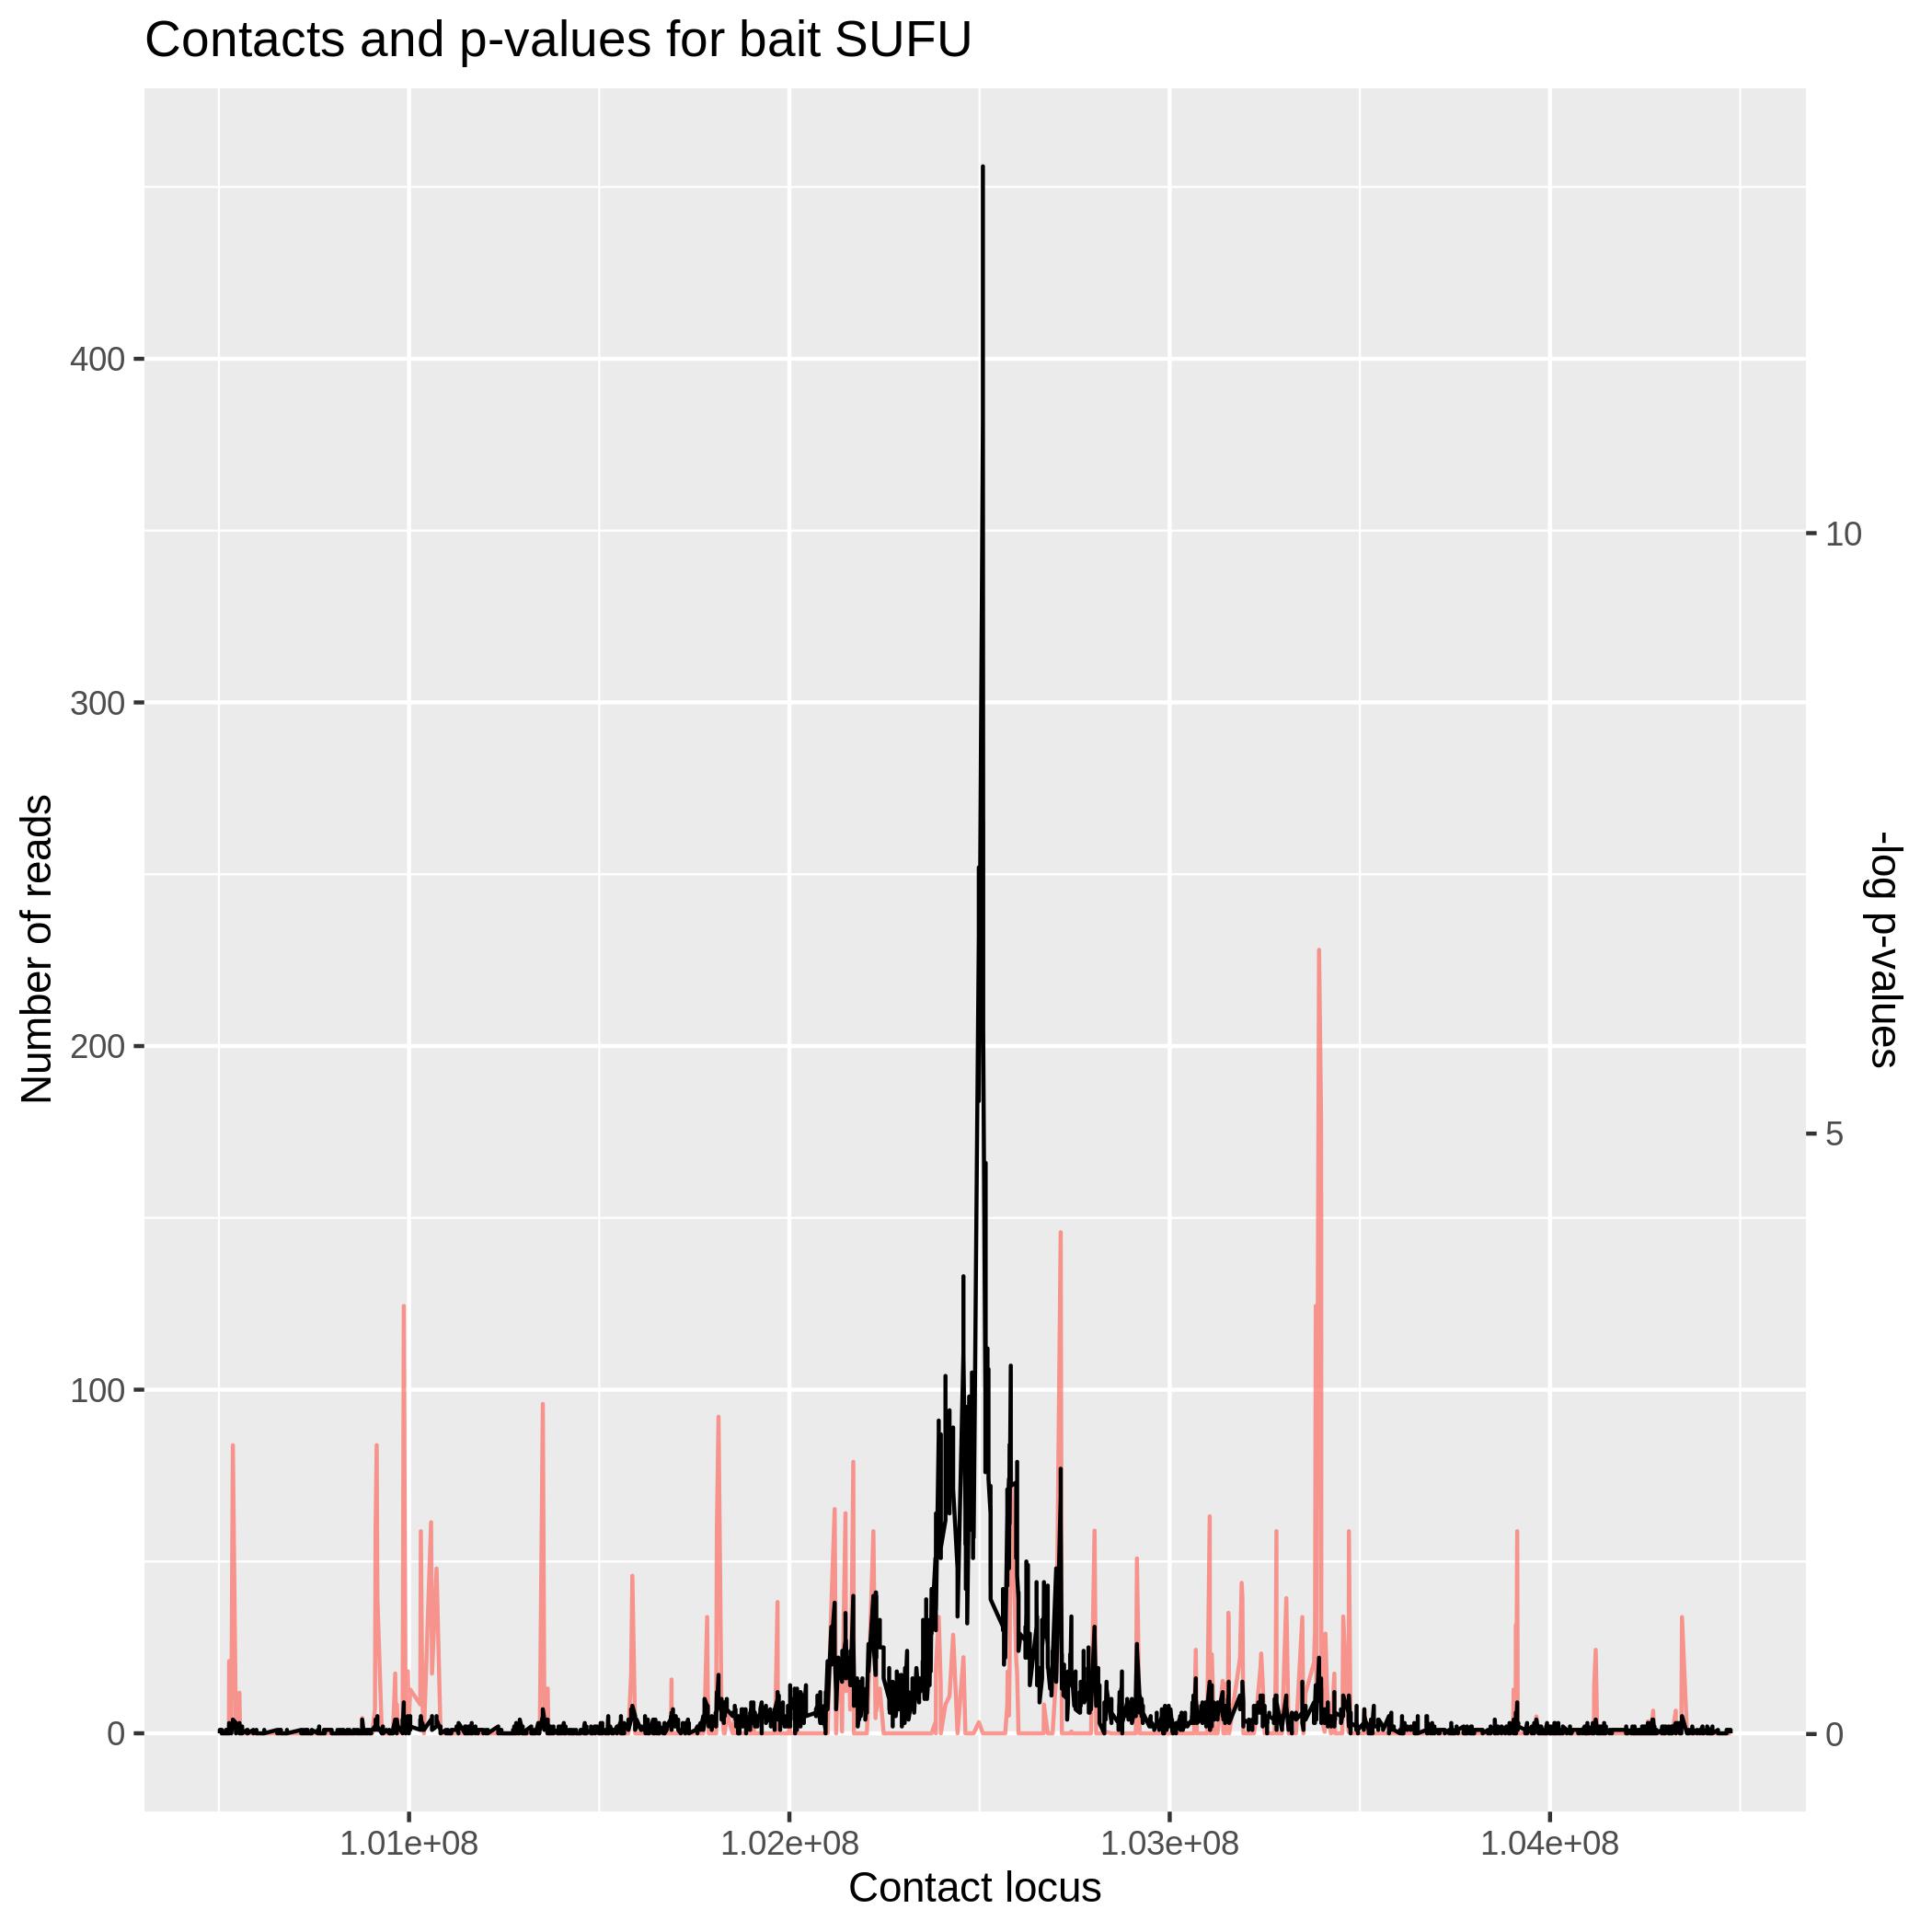 Contacts and p-values for bait SUFU
Number of reads
400
300
200
100
0
10
5
0
-log p-values
1.01e+08
1.02e+08
1.03e+08
1.04e+08
Contact locus